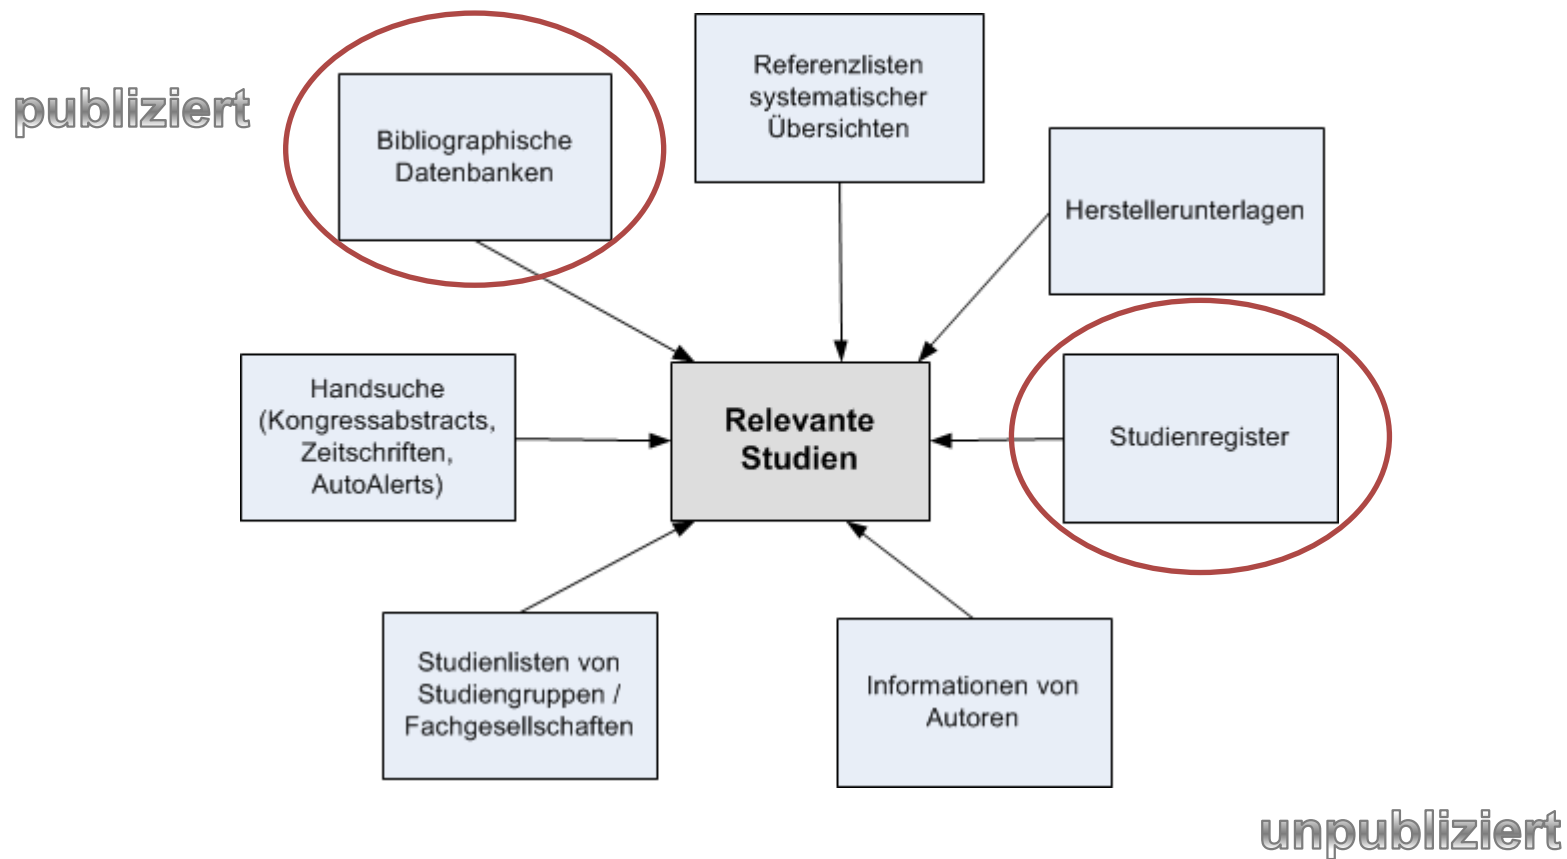 publiziert
Bibliographische
Datenbanken
Referenzlisten
systematischer
Übersichten
Herstellerunterlagen
Handsuche
(Kongressabstracts,
Zeitschriften,
AutoAlerts)
Relevante
Studien
Studienregister
Studienlisten von
Studiengruppen /
Fachgesellschaften
Informationen von
Autoren
unpubliziert